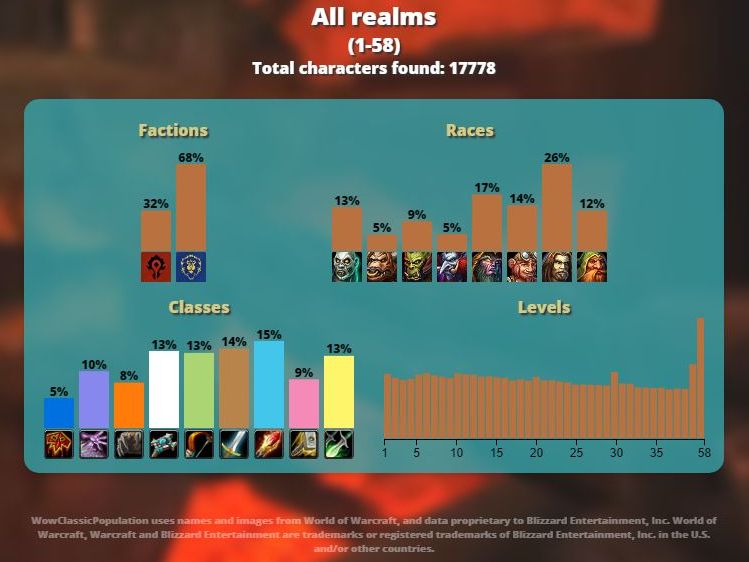 All realms
(1-58)
Total characters found: 17778
Factions
Races
32%
68%
13%
5%
9%
5%
17%
14%
26%
12%
Classes
Levels
5%
10%
8%
13%
13%
14%
15%
9%
13%
1 5 10 15 20 25 30 35 58
WowClassicPopulation uses names and images from World of Warcraft, and data proprietary to Blizzard Entertainment, Inc. World of
Warcraft, Warcraft and Blizzard Entertainment are trademarks or registered trademarks of Blizzard Entertainment, Inc. in the U.S.
and/or other countries.